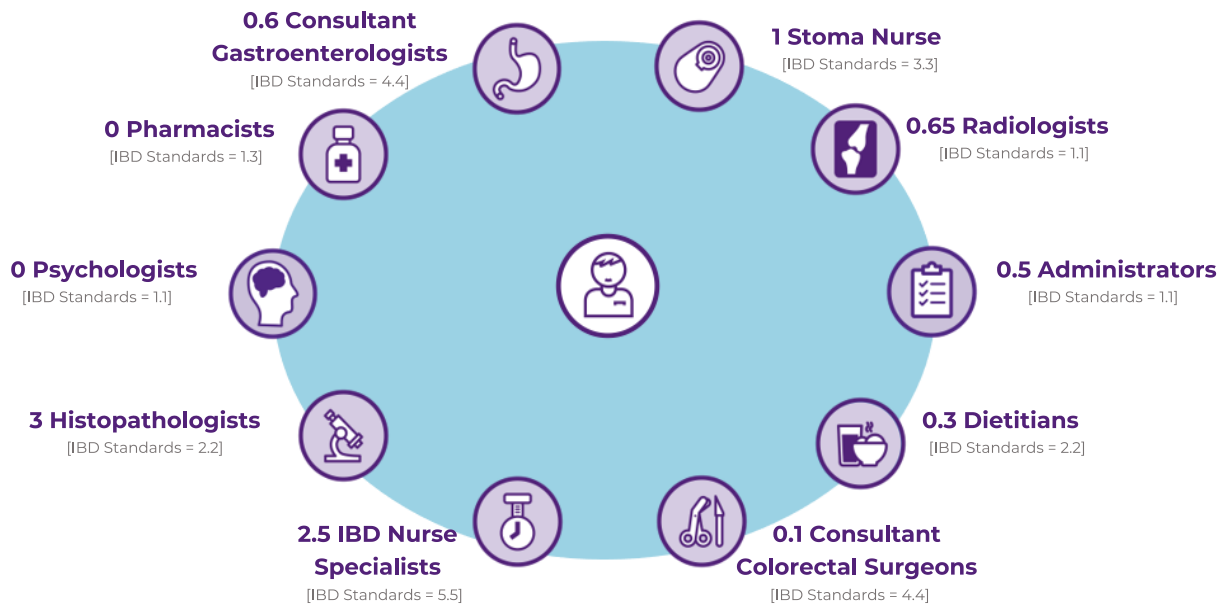 0.6 Consultant
Gastroenterologists
[IBD Standards = 4.4]
1 Stoma Nurse
[IBD Standards = 3.3]
0 Pharmacists
[IBD Standards = 1.3]
0.65 Radiologists
[IBD Standards = 1.1]
0 Psychologists
[IBD Standards = 1.1]
0.5 Administrators
[IBD Standards = 1.1]
3 Histopathologists
[IBD Standards = 2.2]
0.3 Dietitians
[IBD Standards = 2.2]
2.5 IBD Nurse
Specialists
[IBD Standards = 5.5]
0.1 Consultant
Colorectal Surgeons
[IBD Standards = 4.4]